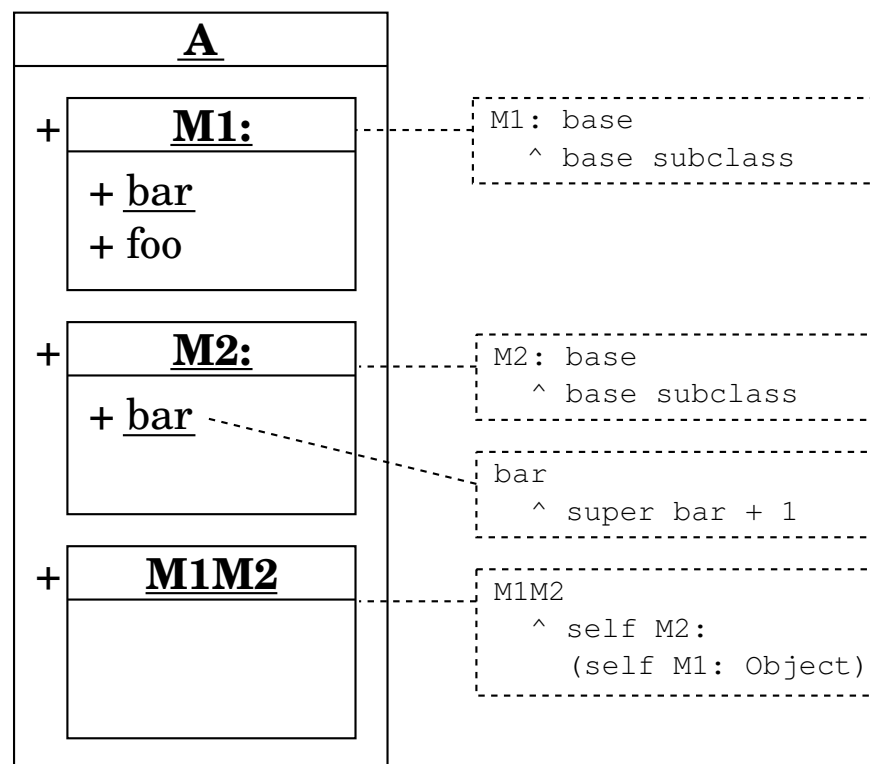 A
+ M1:
+ bar
+ foo
M1: base
^ base subclass
+ M2:
+ bar
M2: base
^ base subclass
bar
^ super bar + 1
+ M1M2
M1M2
^ self M2:
(self M1: Object)